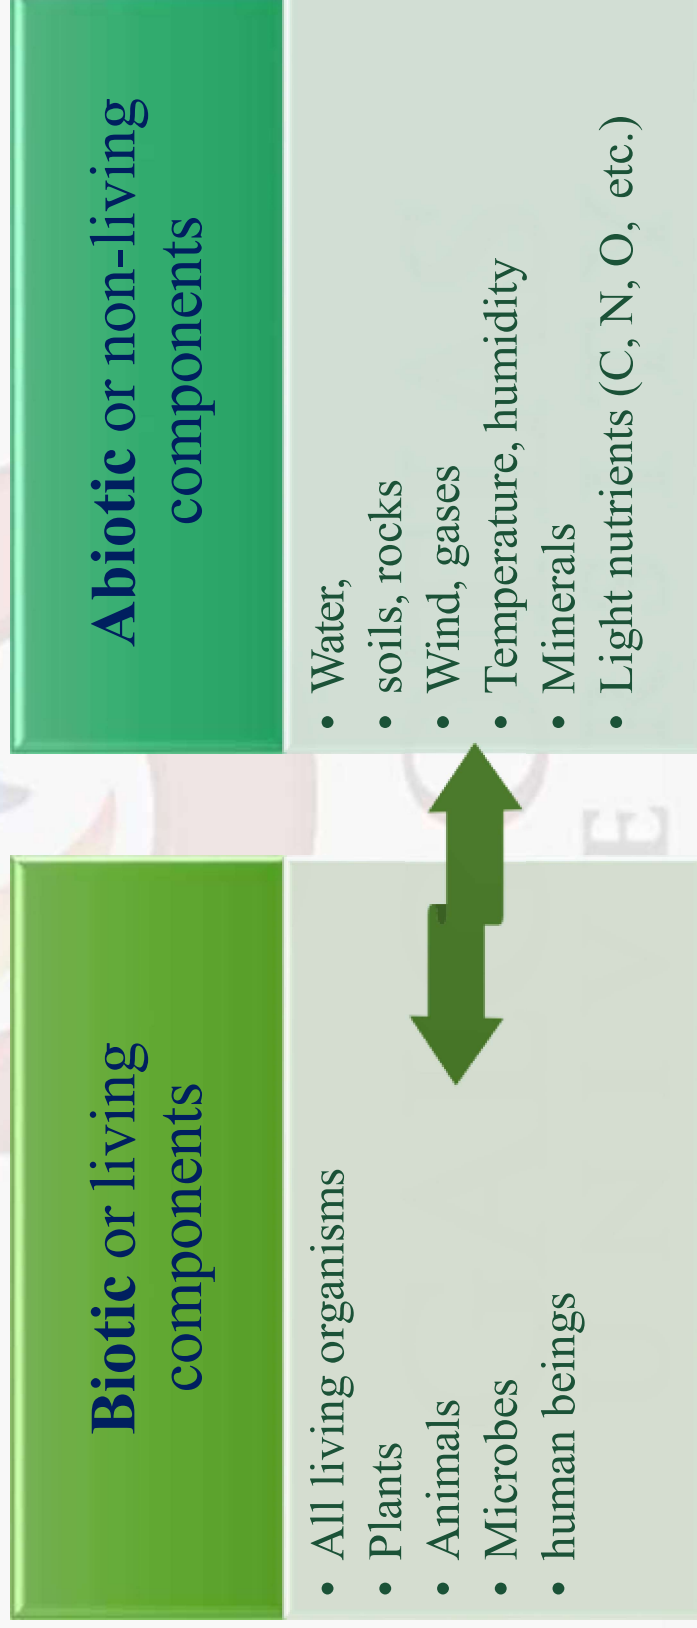 Biotic or living
components
• All living organisms
• Plants
• Animals
• Microbes
• human beings
Abiotic or non-living
components
• Water,
• soils, rocks
• Wind, gases
• Temperature, humidity
• Minerals
• Light nutrients (C, N, O, etc.)